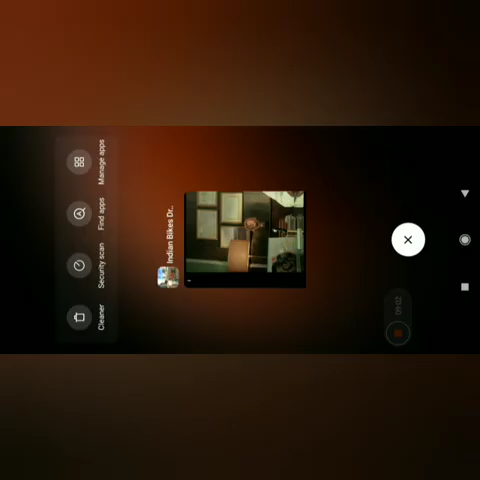 Manage apps
Find apps
Security scan
Cleaner
Indian Bikes Dr..